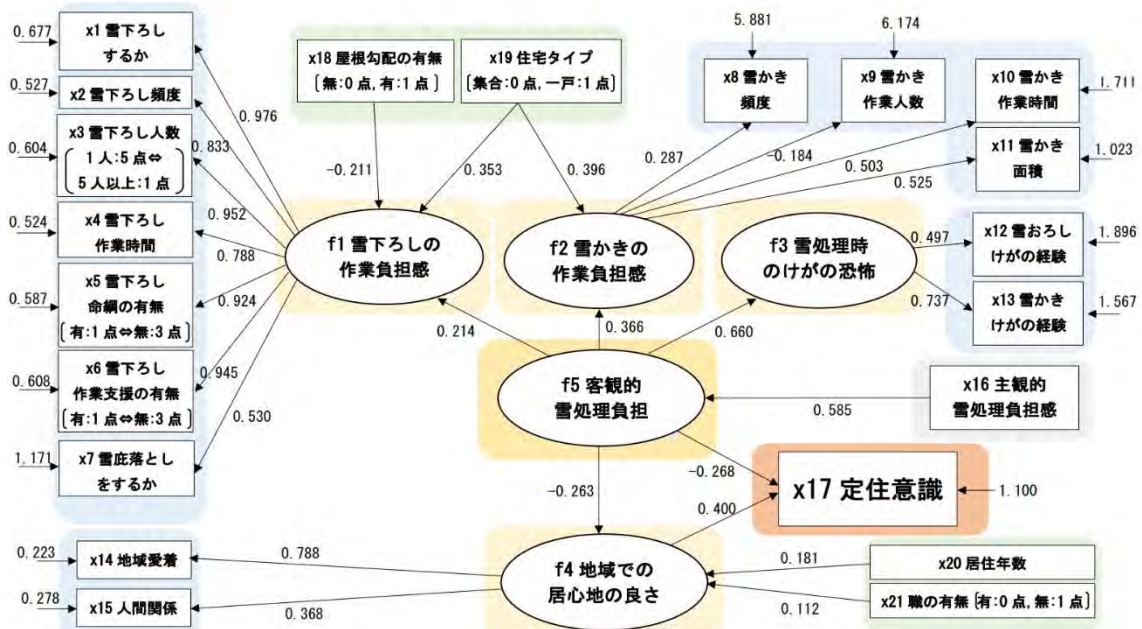 0.677
x1 雪下ろし
するか
0.527
x2 雪下ろし頻度
0.604
x3 雪下ろし人数
1人:5点⇔
5人以上:1点
0.524
x4 雪下ろし
作業時間
0.587
x5 雪下ろし
命綱の有無
[有:1点⇔無:3点]
0.608
x6 雪下ろし
作業支援の有無
[有:1点⇔無:3点]
1.171
x7 雪庇落とし
をするか
0.976
0.833
0.952
0.788
0.924
0.945
0.530
x18 屋根勾配の有無
[無:0点, 有:1点]
x19 住宅タイプ
[集合:0点, 一戸:1点]
-0.211
0.353
0.396
5.881
6.174
x8 雪かき
頻度
x9 雪かき
作業人数
x10 雪かき
作業時間
1.711
x11 雪かき
面積
1.023
0.287
-0.184
0.503
0.525
f1 雪下ろしの
作業負担感
f2 雪かきの
作業負担感
f3 雪処理時
のけがの恐怖
0.497
x12 雪おろし
けがの経験
1.896
0.737
x13 雪かき
けがの経験
1.567
0.214
0.366
0.660
f5 客観的
雪処理負担
0.585
x16 主観的
雪処理負担感
-0.263
-0.268
0.400
x17 定住意識
1.100
0.223
x14 地域愛着
0.788
0.278
x15 人間関係
0.368
f4 地域での
居心地の良さ
0.181
x20 居住年数
0.112
x21 職の有無 [有:0点, 無:1点]